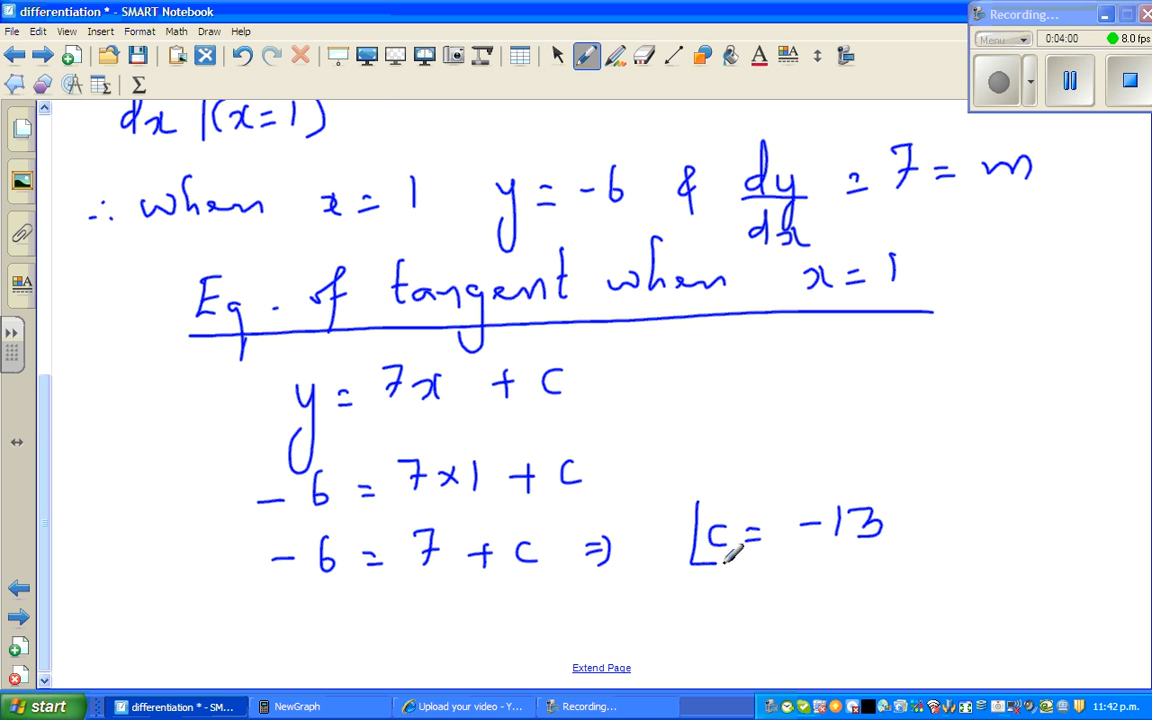 differentiation * - SMART Notebook
Recording...
File Edit View Insert Format Math Draw Help
Menu 0:04:00 8.0 fps
dx |(x=1)
∴ when x = 1 y = -6 & dy/dx = 7 = m
Eq. of tangent when x = 1
y = 7x + c
-6 = 7×1 + c
-6 = 7 + c ⇒ c = -13
Extend Page
start differentiation * - SM... NewGraph Upload your video - Y... Recording... 11:42 p.m.